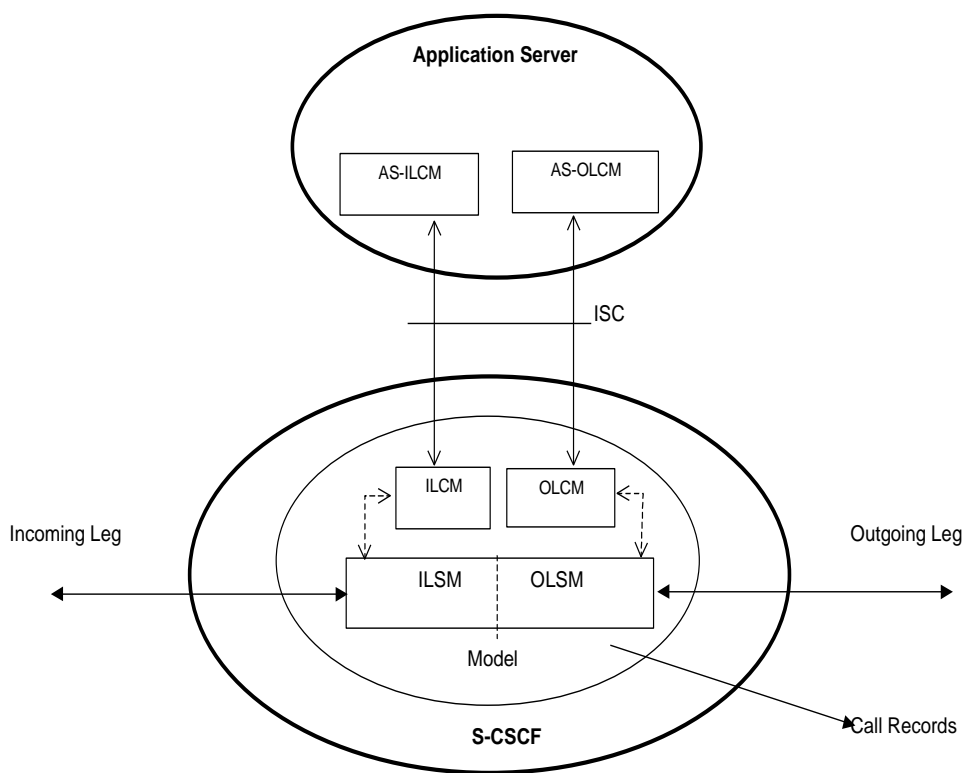 Application Server
AS-ILCM
AS-OLCM
ISC
ILCM
OLCM
Incoming Leg
Outgoing Leg
ILSM
OLSM
Model
Call Records
S-CSCF